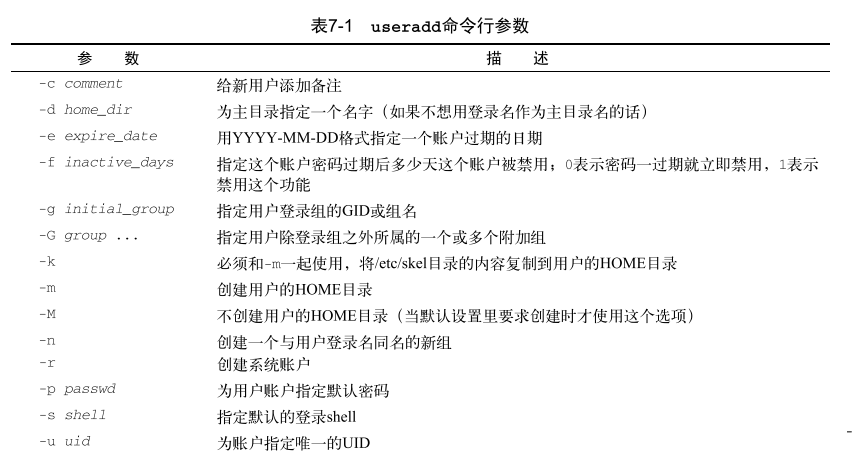 表7-1 useradd命令行参数
参 数 描 述
-c comment 给新用户添加备注
-d home_dir 为主目录指定一个名字（如果不想用登录名作为主目录名的话）
-e expire_date 用YYYY-MM-DD格式指定一个账户过期的日期
-f inactive_days 指定这个账户密码过期后多少天这个账户被禁用；0表示密码一过期就立即禁用，1表示
禁用这个功能
-g initial_group 指定用户登录组的GID或组名
-G group ... 指定用户除登录组之外所属的一个或多个附加组
-k 必须和-m一起使用，将/etc/skel目录的内容复制到用户的HOME目录
-m 创建用户的HOME目录
-M 不创建用户的HOME目录（当默认设置里要求创建时才使用这个选项）
-n 创建一个与用户登录名同名的新组
-r 创建系统账户
-p passwd 为用户账户指定默认密码
-s shell 指定默认的登录shell
-u uid 为账户指定唯一的UID